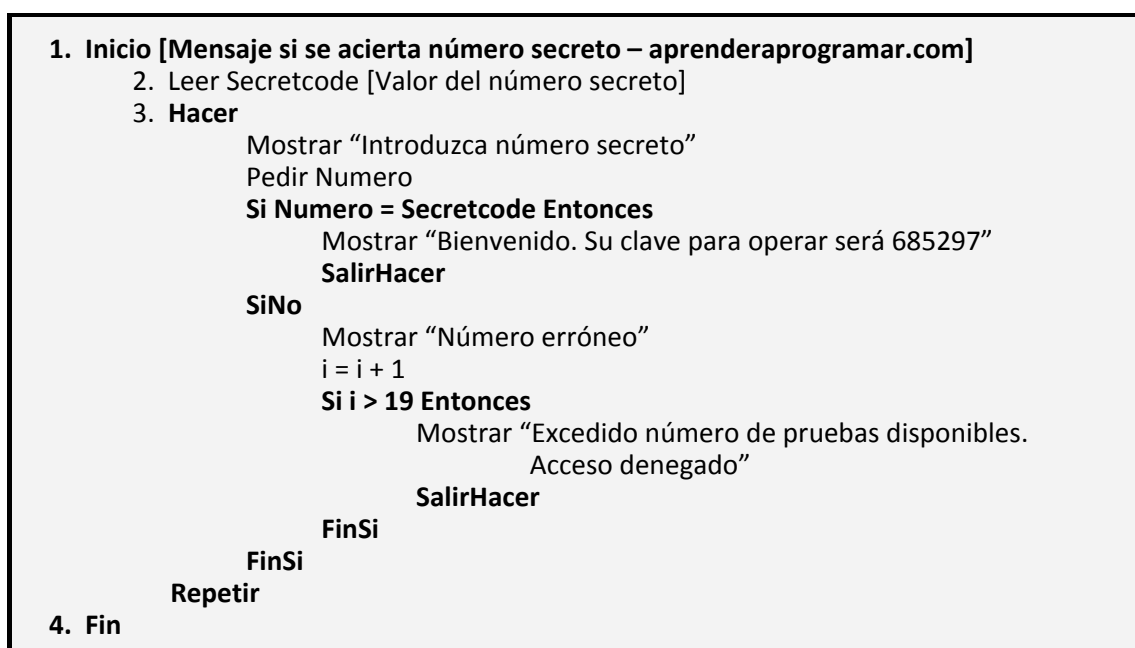 1. Inicio [Mensaje si se acierta número secreto – aprenderaprogramar.com]
2. Leer Secretcode [Valor del número secreto]
3. Hacer
Mostrar “Introduzca número secreto”
Pedir Numero
Si Numero = Secretcode Entonces
Mostrar “Bienvenido. Su clave para operar será 685297”
SalirHacer
SiNo
Mostrar “Número erróneo”
i = i + 1
Si i > 19 Entonces
Mostrar “Excedido número de pruebas disponibles.
Acceso denegado”
SalirHacer
FinSi
FinSi
Repetir
4. Fin